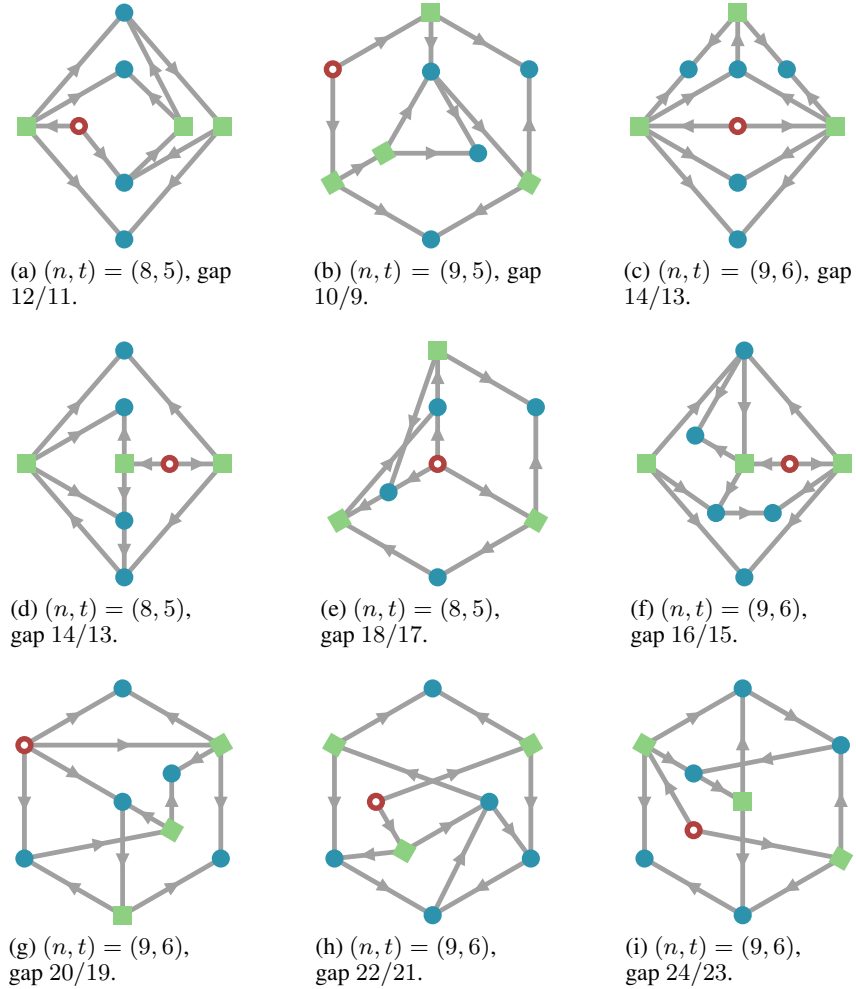 (a) (n, t) = (8, 5), gap
12/11.
(b) (n, t) = (9, 5), gap
10/9.
(c) (n, t) = (9, 6), gap
14/13.
(d) (n, t) = (8, 5),
gap 14/13.
(e) (n, t) = (8, 5),
gap 18/17.
(f) (n, t) = (9, 6),
gap 16/15.
(g) (n, t) = (9, 6),
gap 20/19.
(h) (n, t) = (9, 6),
gap 22/21.
(i) (n, t) = (9, 6),
gap 24/23.